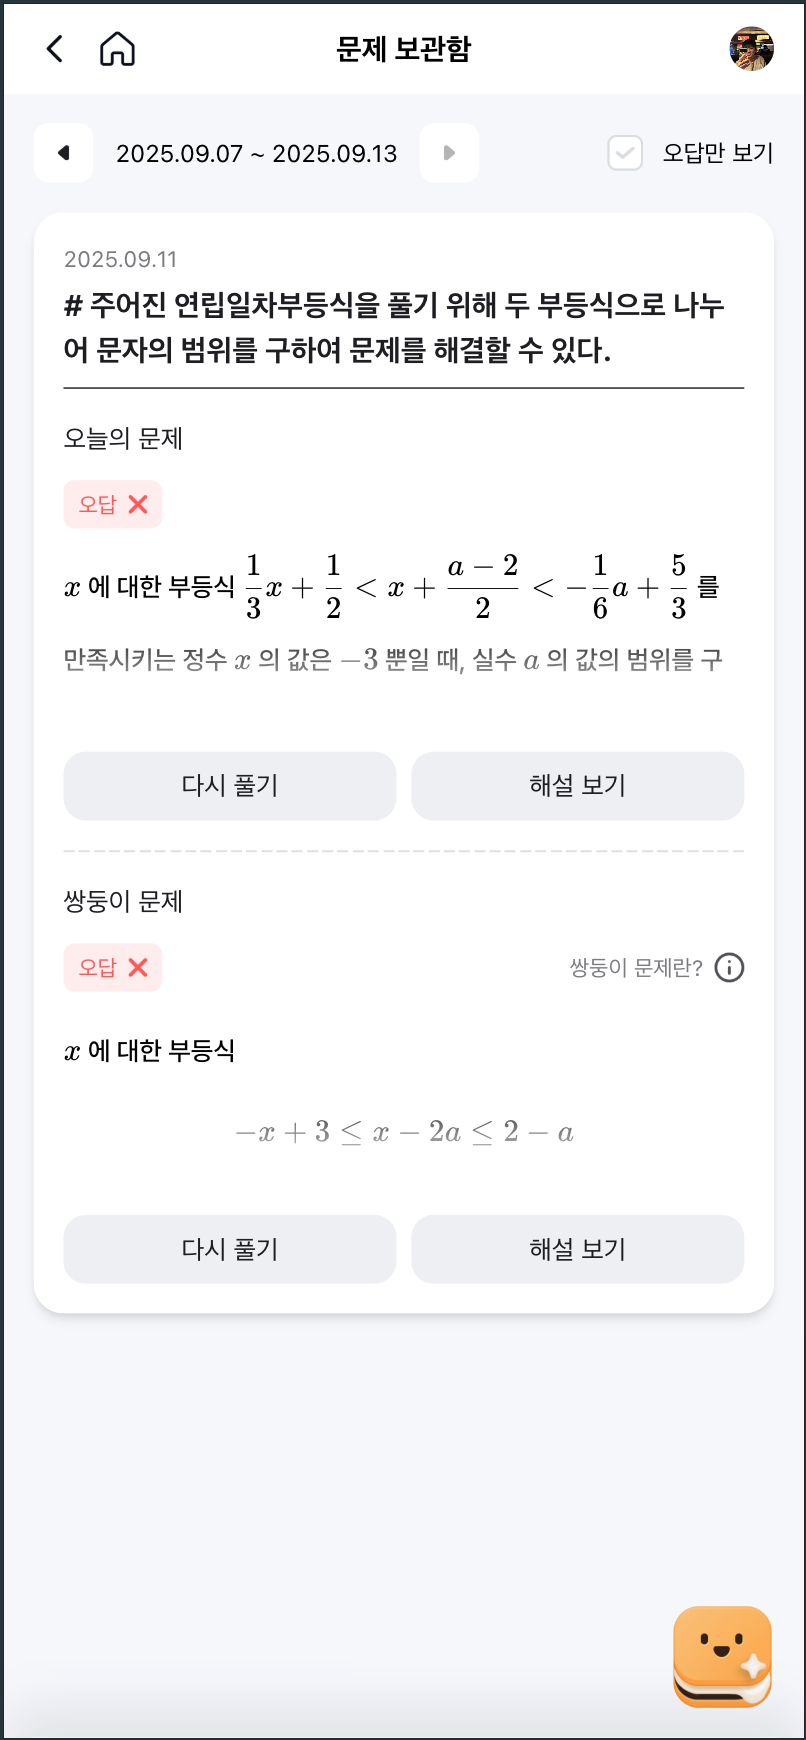 문제 보관함
2025.09.07 ~ 2025.09.13
오답만 보기
2025.09.11
# 주어진 연립일차부등식을 풀기 위해 두 부등식으로 나누
어 문자의 범위를 구하여 문제를 해결할 수 있다.
오늘의 문제
오답 ❌
x 에 대한 부등식 \frac{1}{3}x + \frac{1}{2} < x + \frac{a-2}{2} < -\frac{1}{6}a + \frac{5}{3} 를
만족시키는 정수 x 의 값은 −3 뿐일 때, 실수 a 의 값의 범위를 구
다시 풀기
해설 보기
쌍둥이 문제
오답 ❌
쌍둥이 문제란?
x 에 대한 부등식
−x + 3 ≤ x − 2a ≤ 2 − a
다시 풀기
해설 보기